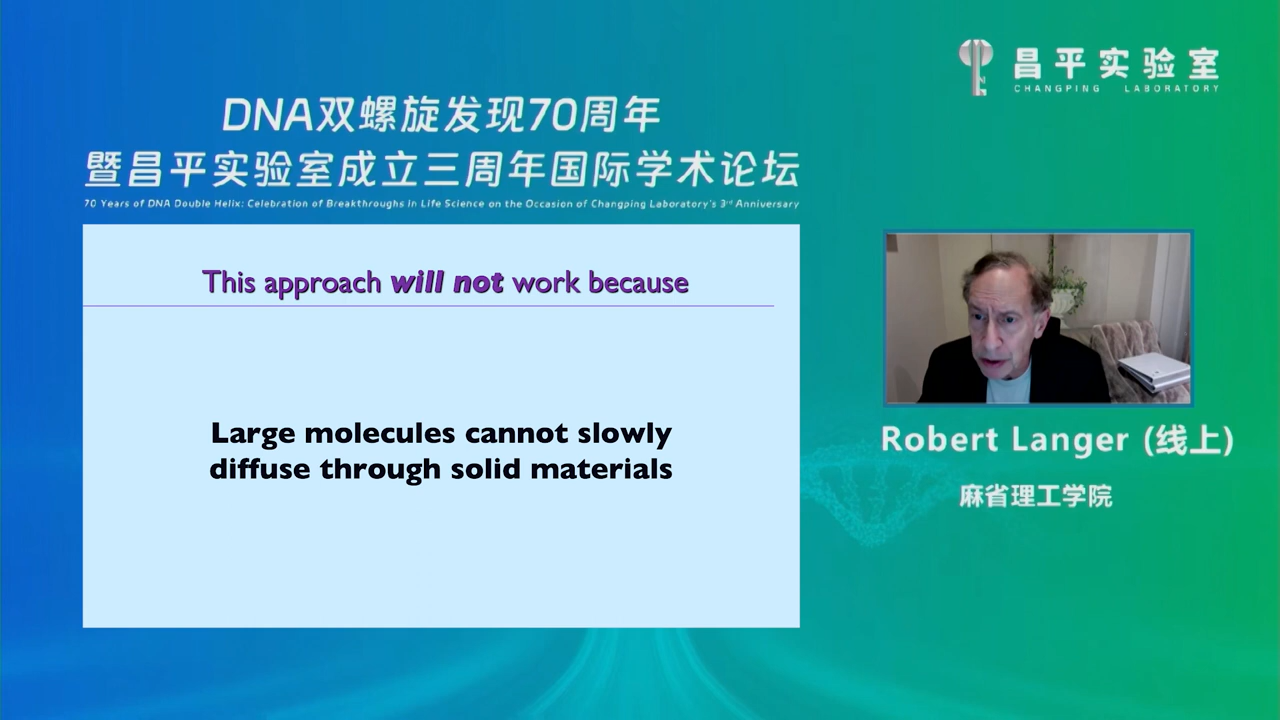 昌平实验室
CHANGPING LABORATORY
DNA双螺旋发现70周年
暨昌平实验室成立三周年国际学术论坛
70 Years of DNA Double Helix: Celebration of Breakthroughs in Life Science on the Occasion of Changping Laboratory's 3rd Anniversary
This approach will not work because
Large molecules cannot slowly
diffuse through solid materials
Robert Langer (线上)
麻省理工学院